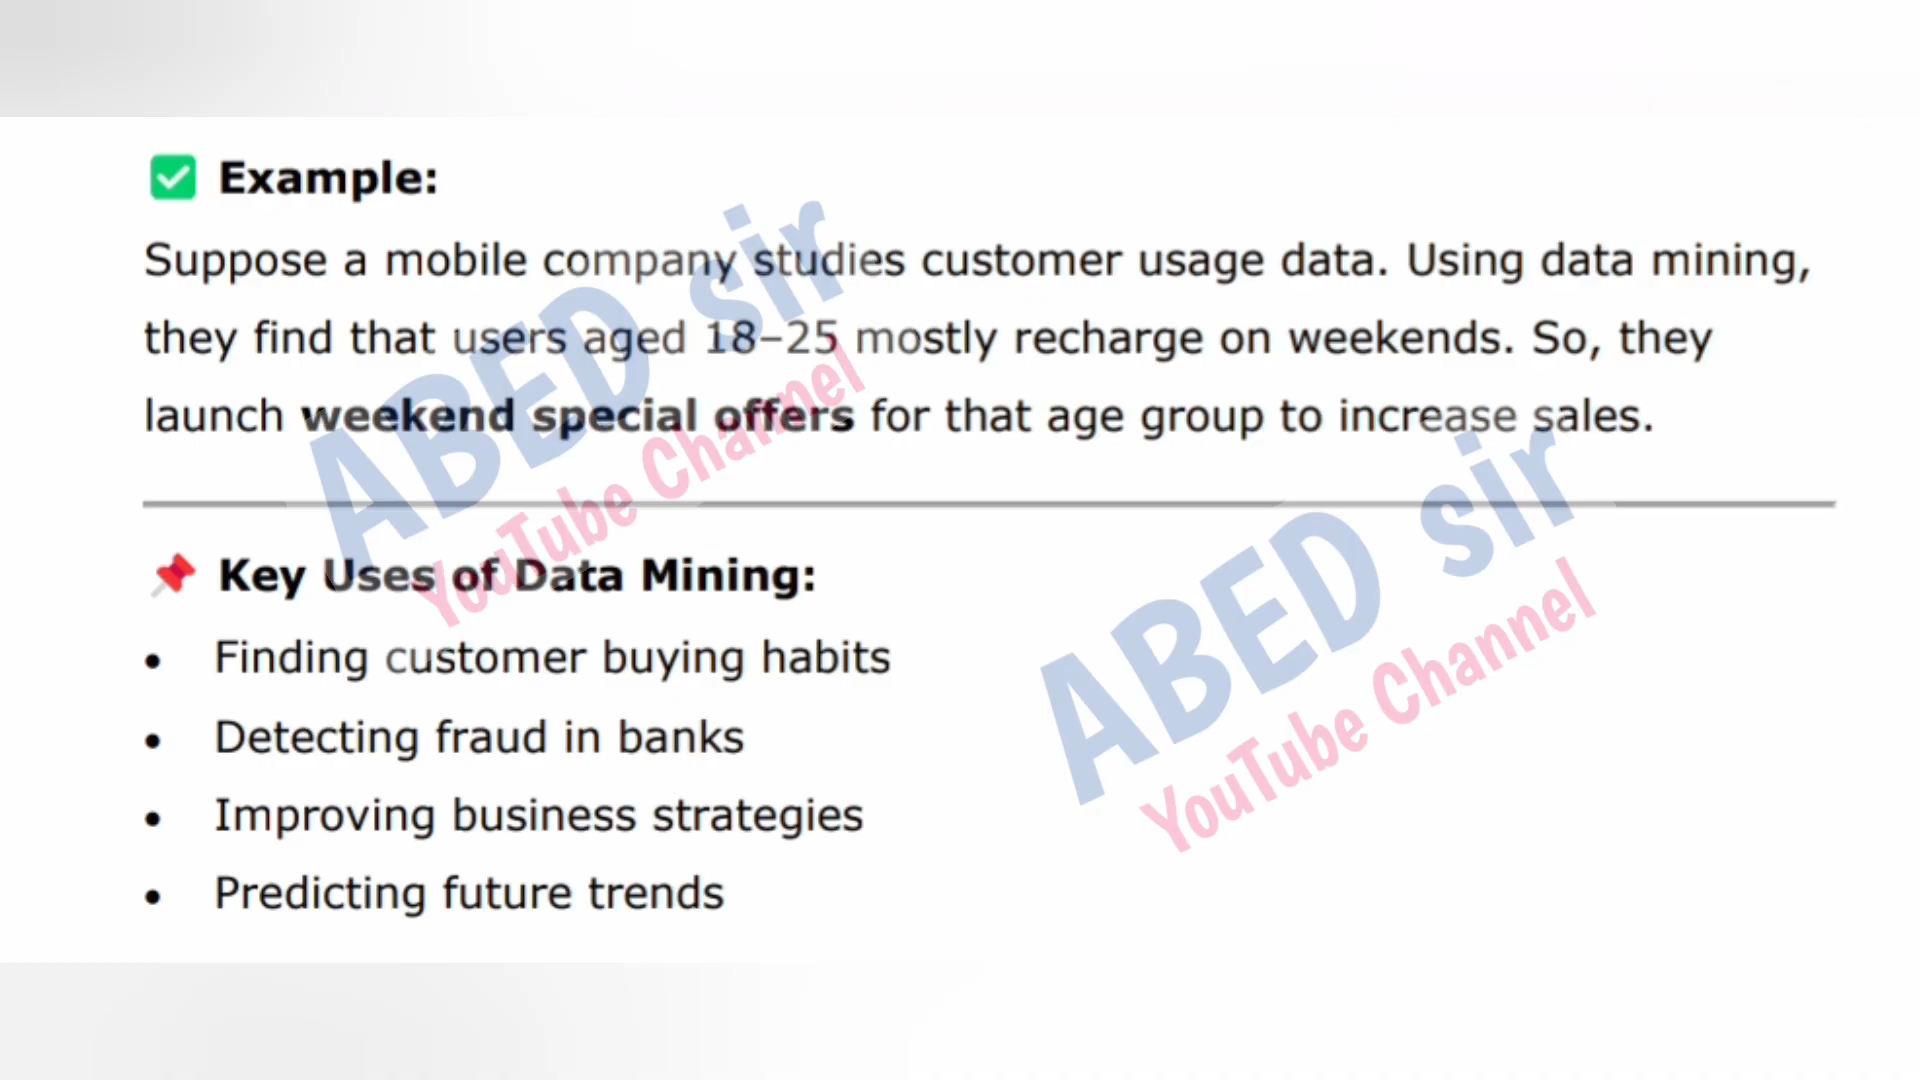 ✅ Example:
Suppose a mobile company studies customer usage data. Using data mining,
they find that users aged 18–25 mostly recharge on weekends. So, they
launch weekend special offers for that age group to increase sales.
📌 Key Uses of Data Mining:
• Finding customer buying habits
• Detecting fraud in banks
• Improving business strategies
• Predicting future trends
ABED sir
YouTube Channel
ABED sir
YouTube Channel